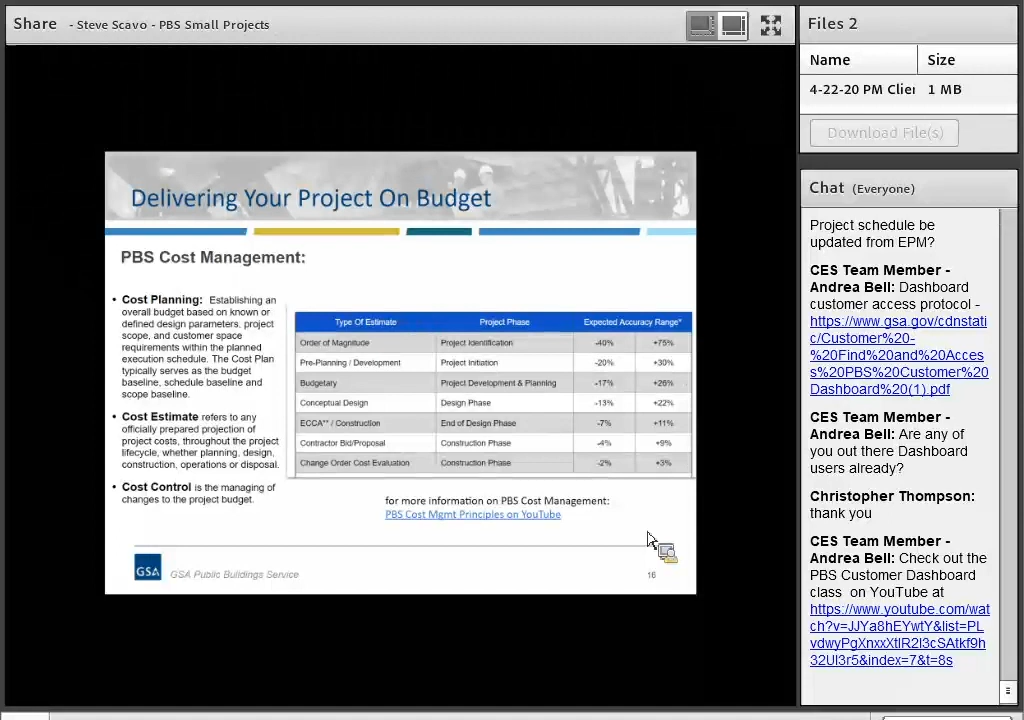 Share - Steve Scavo - PBS Small Projects
Delivering Your Project On Budget
PBS Cost Management:
• Cost Planning: Establishing an
overall budget based on known or
defined design parameters, project
scope, and customer space
requirements within the planned
execution schedule. The Cost Plan
typically serves as the budget
baseline, schedule baseline and
scope baseline.
• Cost Estimate refers to any
officially prepared projection of
project costs, throughout the project
lifecycle, whether planning, design,
construction, operations or disposal.
• Cost Control is the managing of
changes to the project budget.
Type Of Estimate Project Phase Expected Accuracy Range*
Order of Magnitude Project Identification -40% +75%
Pre-Planning / Development Project Initiation -20% +30%
Budgetary Project Development & Planning -17% +26%
Conceptual Design Design Phase -13% +22%
ECCA** / Construction End of Design Phase -7% +11%
Contractor Bid/Proposal Construction Phase -4% +9%
Change Order Cost Evaluation Construction Phase -2% +3%
for more information on PBS Cost Management:
PBS Cost Mgmt Principles on YouTube
GSA GSA Public Buildings Service 16
Files 2
Name Size
4-22-20 PM Clier 1 MB
Download File(s)
Chat (Everyone)
Project schedule be
updated from EPM?
CES Team Member -
Andrea Bell: Dashboard
customer access protocol -
https://www.gsa.gov/cdnstati
c/Customer%20-
%20Find%20and%20Acces
s%20PBS%20Customer%20
Dashboard%20(1).pdf
CES Team Member -
Andrea Bell: Are any of
you out there Dashboard
users already?
Christopher Thompson:
thank you
CES Team Member -
Andrea Bell: Check out the
PBS Customer Dashboard
class on YouTube at
https://www.youtube.com/wat
ch?v=JJYa8hEYwtY&list=PL
vdwyPgXnxxXtlR2I3cSAtkf9h
32Ul3r5&index=7&t=8s